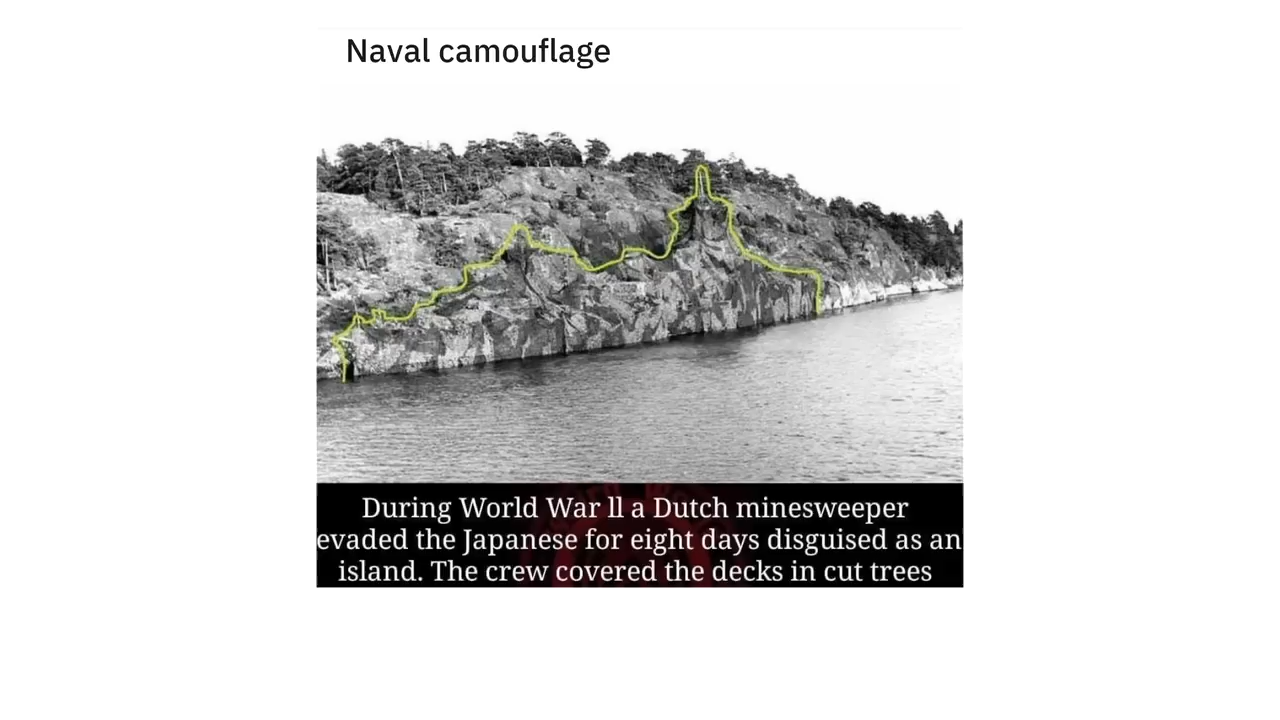 Naval camouflage
During World War ll a Dutch minesweeper
evaded the Japanese for eight days disguised as an
island. The crew covered the decks in cut trees